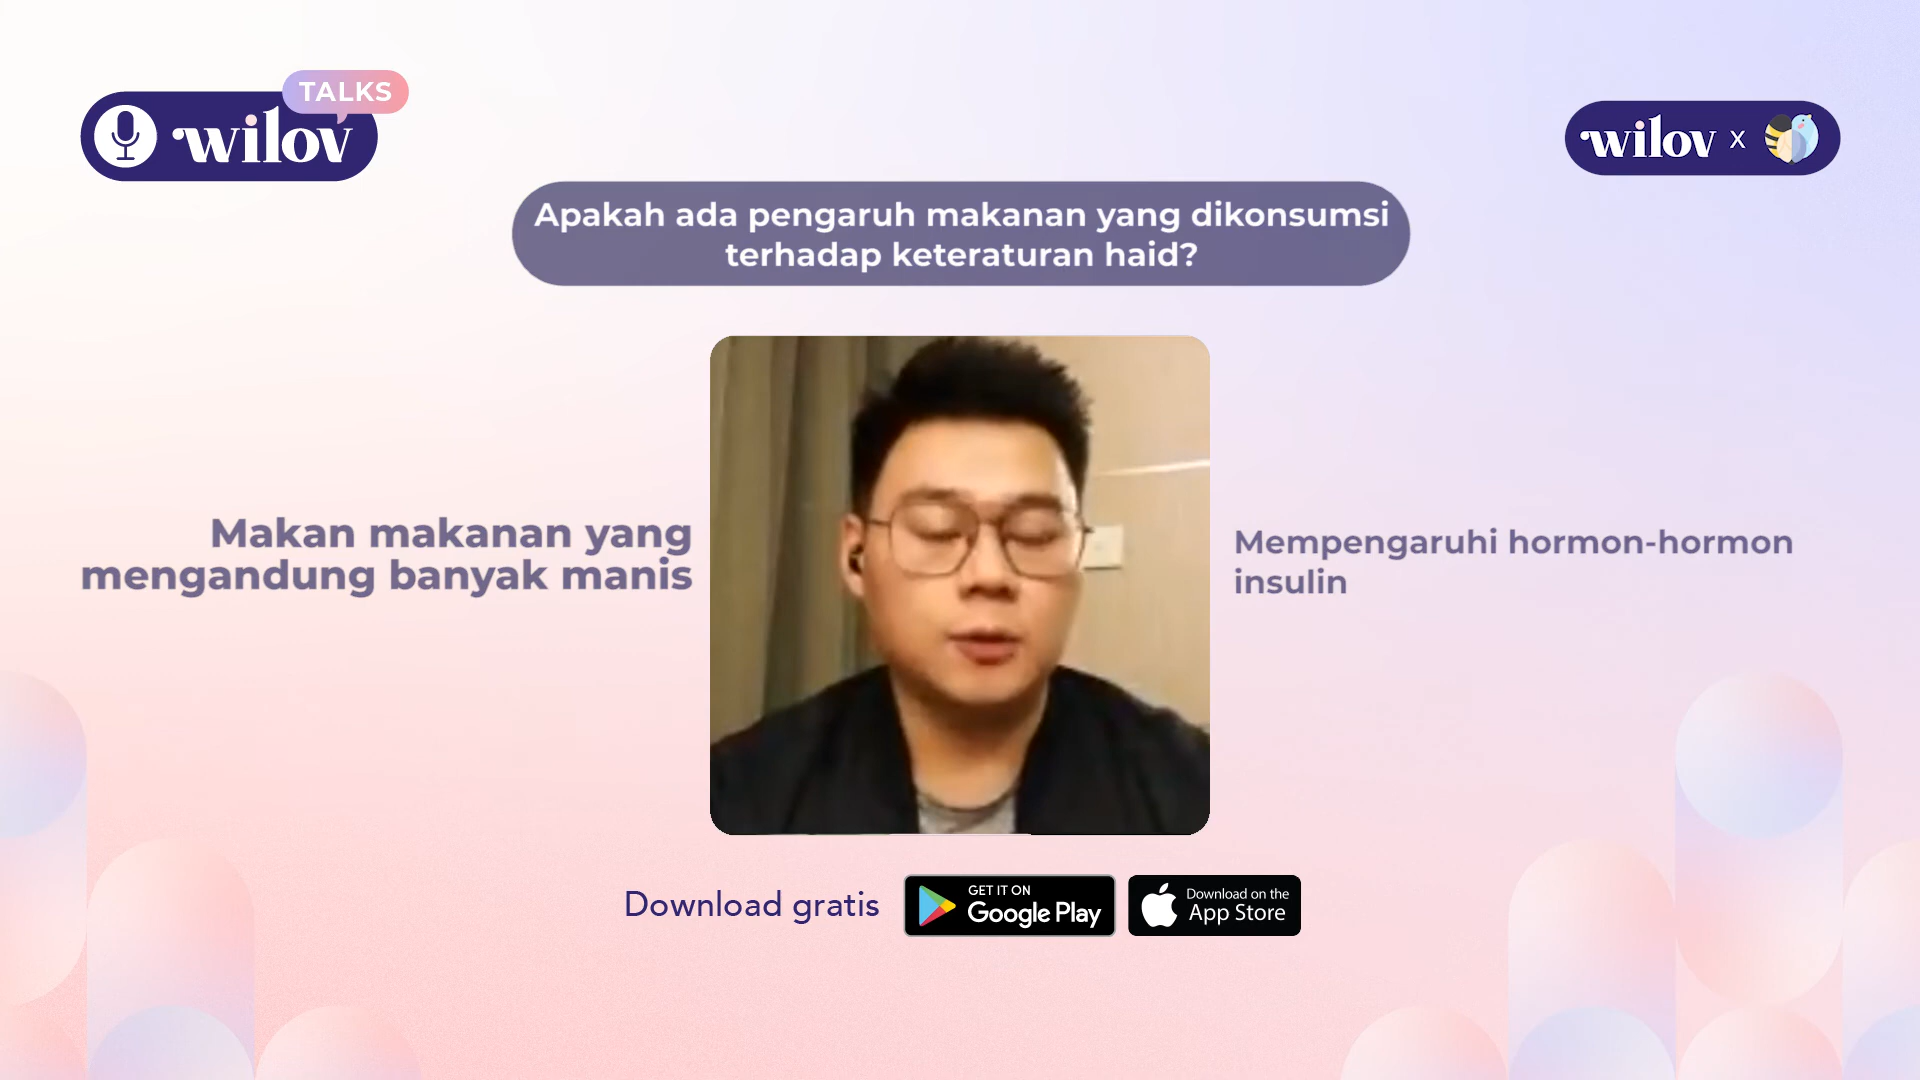 TALKS
wilov
wilov x
Apakah ada pengaruh makanan yang dikonsumsi
terhadap keteraturan haid?
Makan makanan yang
mengandung banyak manis
Mempengaruhi hormon-hormon
insulin
Download gratis
GET IT ON
Google Play
Download on the
App Store